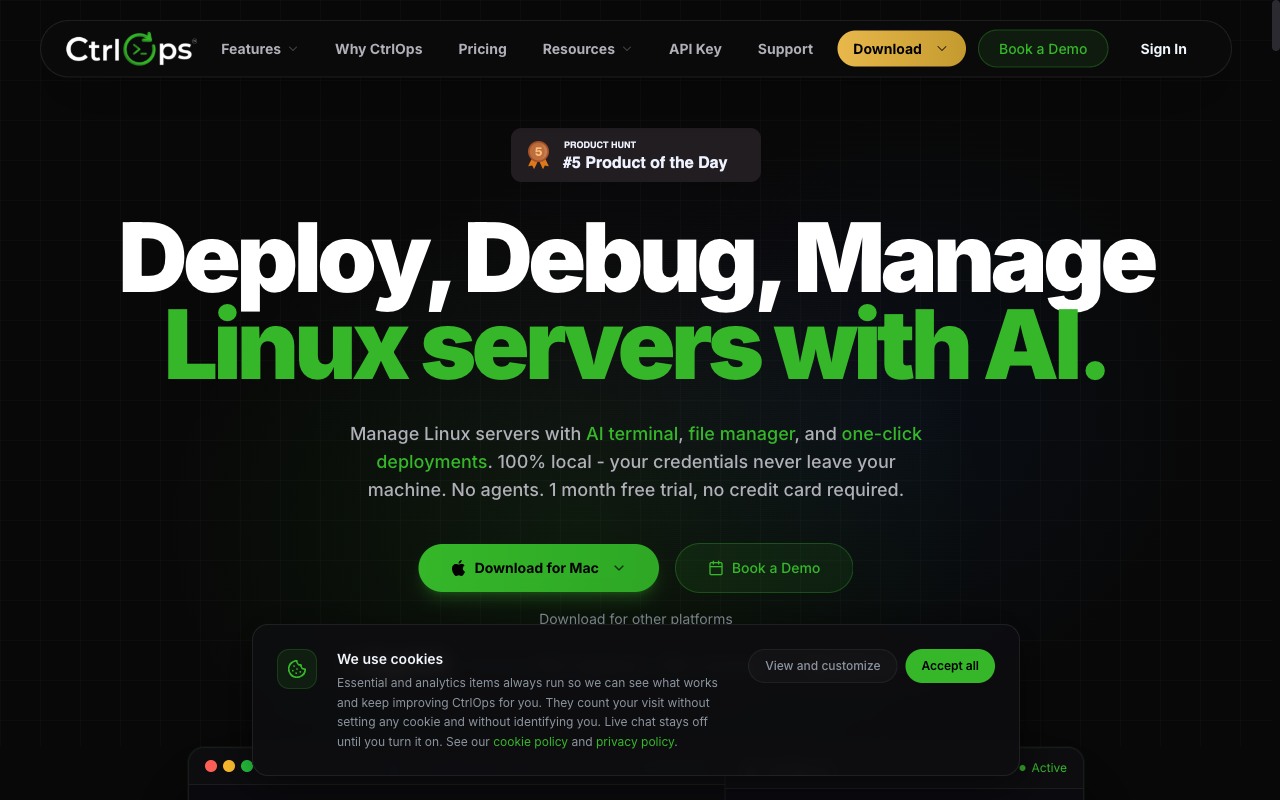 CtrlOps
Features
Why CtrlOps
Pricing
Resources
API Key
Support
Download
Book a Demo
Sign In
5
PRODUCT HUNT
#5 Product of the Day
Deploy, Debug, Manage
Linux servers with AI.
Manage Linux servers with AI terminal, file manager, and one-click
deployments. 100% local - your credentials never leave your
machine. No agents. 1 month free trial, no credit card required.
Download for Mac
Book a Demo
Download for other platforms
We use cookies
Essential and analytics items always run so we can see what works
and keep improving CtrlOps for you. They count your visit without
setting any cookie and without identifying you. Live chat stays off
until you turn it on. See our cookie policy and privacy policy.
View and customize
Accept all
Active